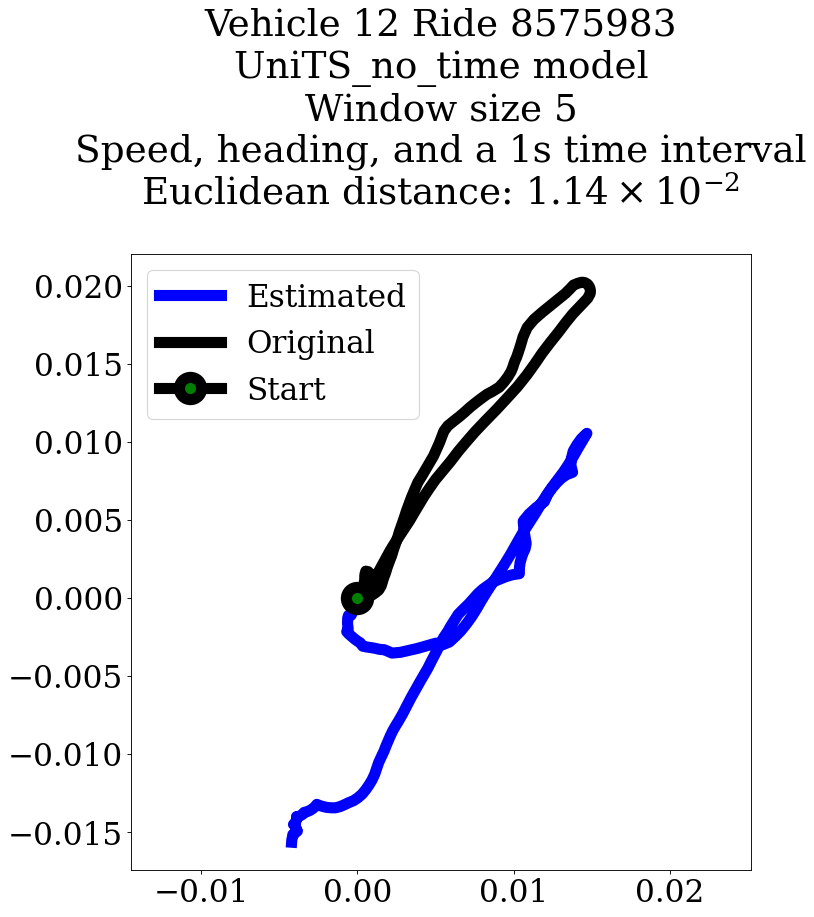 Vehicle 12 Ride 8575983
UniTS_no_time model
Window size 5
Speed, heading, and a 1s time interval
Euclidean distance: 1.14 × 10⁻²
Estimated
Original
Start
0.020
0.015
0.010
0.005
0.000
−0.005
−0.010
−0.015
−0.01 0.00 0.01 0.02